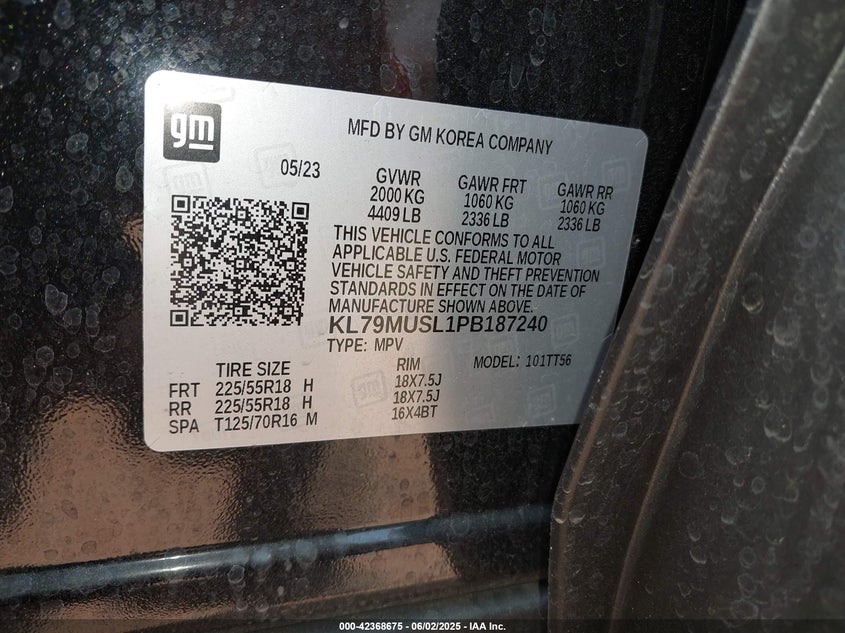 gm
MFD BY GM KOREA COMPANY
05/23
GVWR
2000 KG
4409 LB
GAWR FRT
1060 KG
2336 LB
GAWR RR
1060 KG
2336 LB
THIS VEHICLE CONFORMS TO ALL
APPLICABLE U.S. FEDERAL MOTOR
VEHICLE SAFETY AND THEFT PREVENTION
STANDARDS IN EFFECT ON THE DATE OF
MANUFACTURE SHOWN ABOVE.
KL79MUSL1PB187240
TYPE: MPV
MODEL: 101TT56
TIRE SIZE RIM
FRT 225/55R18 H 18X7.5J
RR 225/55R18 H 18X7.5J
SPA T125/70R16 M 16X4BT
000-42368675 | 06/02/2025 - IAA Inc.